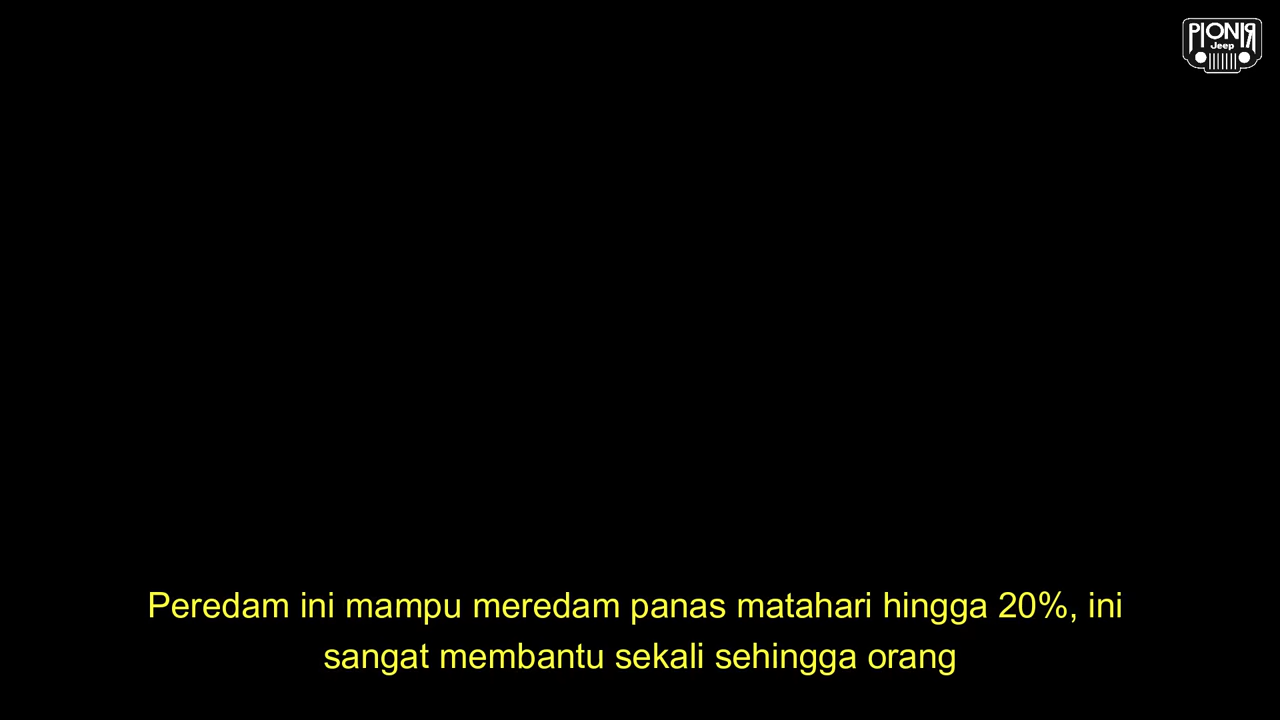 PIONIR
Jeep
Peredam ini mampu meredam panas matahari hingga 20%, ini
sangat membantu sekali sehingga orang